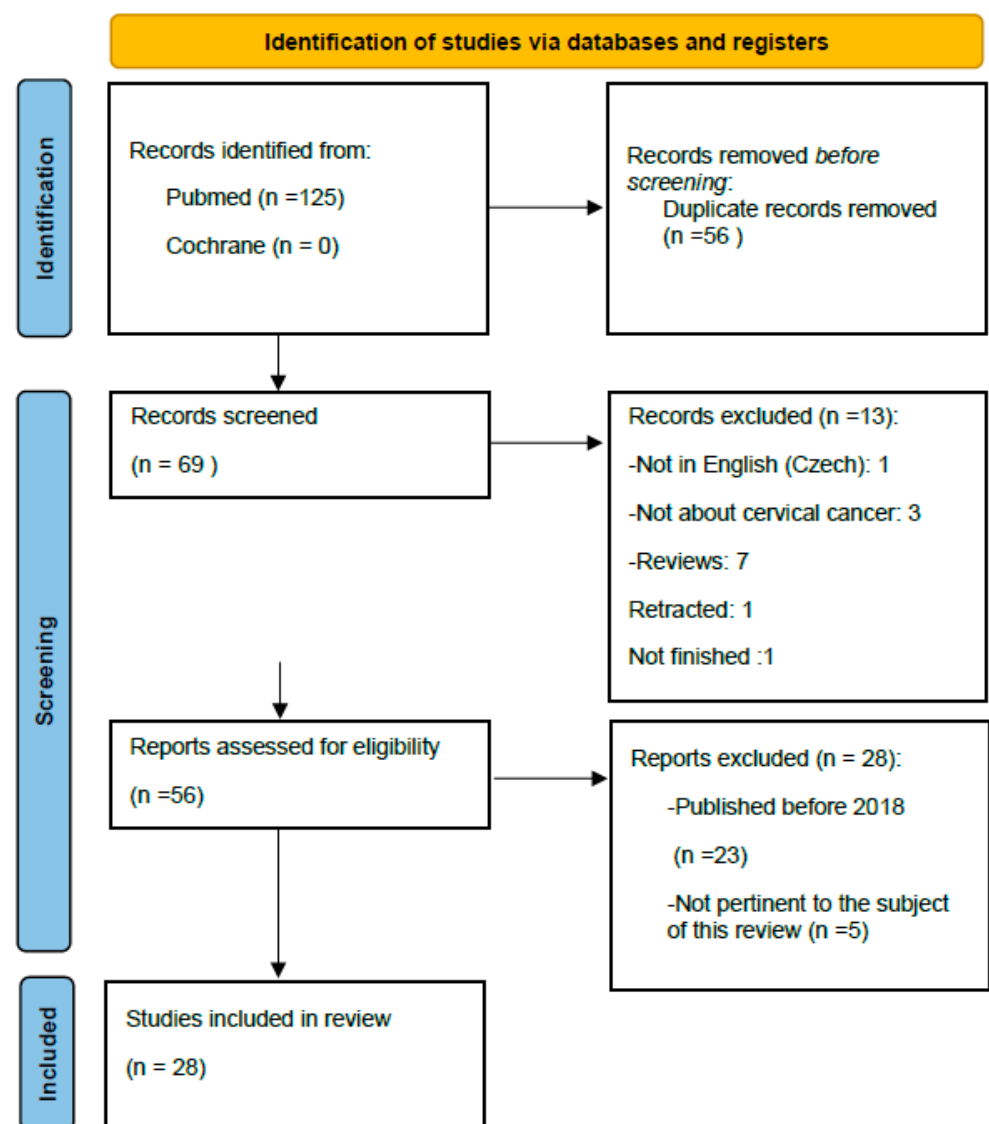 Identification of studies via databases and registers
Identification
Records identified from:
Pubmed (n =125)
Cochrane (n = 0)
Records removed before
screening:
Duplicate records removed
(n =56 )
Screening
Records screened
(n = 69 )
Records excluded (n =13):
-Not in English (Czech): 1
-Not about cervical cancer: 3
-Reviews: 7
Retracted: 1
Not finished :1
Reports assessed for eligibility
(n =56)
Reports excluded (n = 28):
-Published before 2018
(n =23)
-Not pertinent to the subject
of this review (n =5)
Included
Studies included in review
(n = 28)